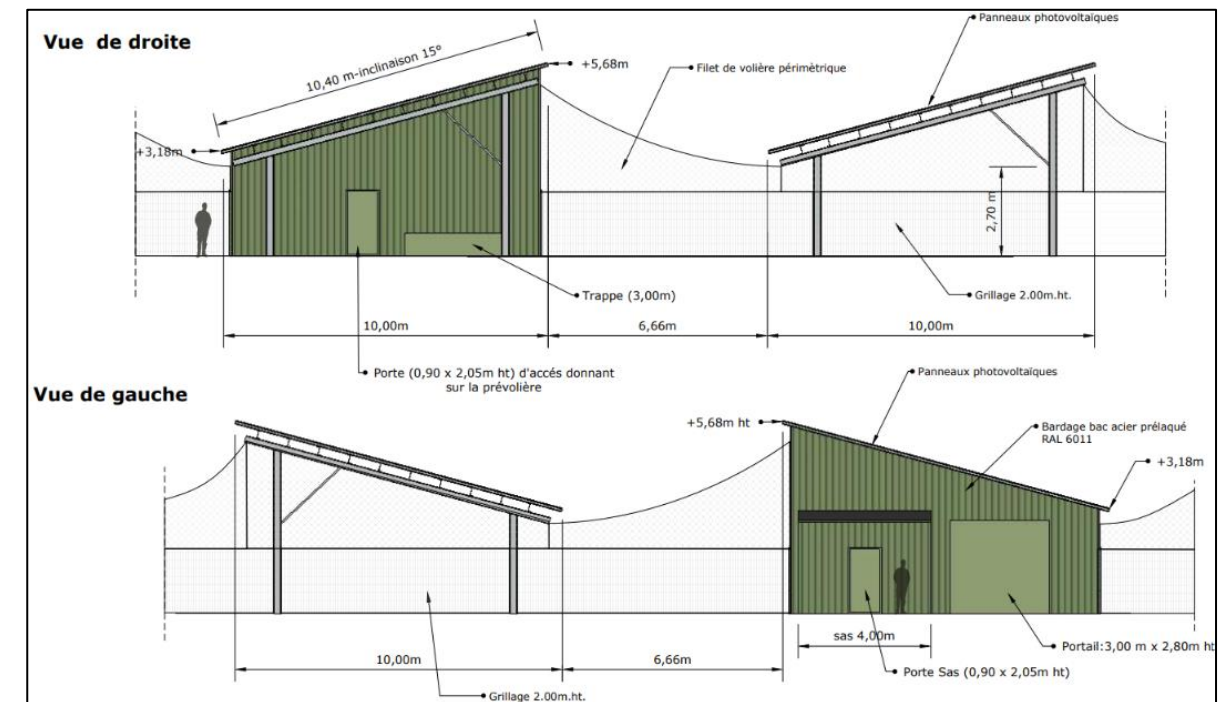 Vue de droite
Panneaux photovoltaïques
10,40 m-inclinaison 15°
+5,68m
Filet de volière périmètrique
+3,18m
2,70 m
Trappe (3,00m)
Grillage 2.00m.ht.
10,00m
6,66m
10,00m
Porte (0,90 x 2,05m ht) d'accés donnant
sur la prévolière
Vue de gauche
Panneaux photovoltaïques
+5,68m ht
Bardage bac acier prélaqué
RAL 6011
+3,18m
sas 4,00m
Portail:3,00 m x 2,80m ht
10,00m
6,66m
Porte Sas (0,90 x 2,05m ht)
Grillage 2.00m.ht.